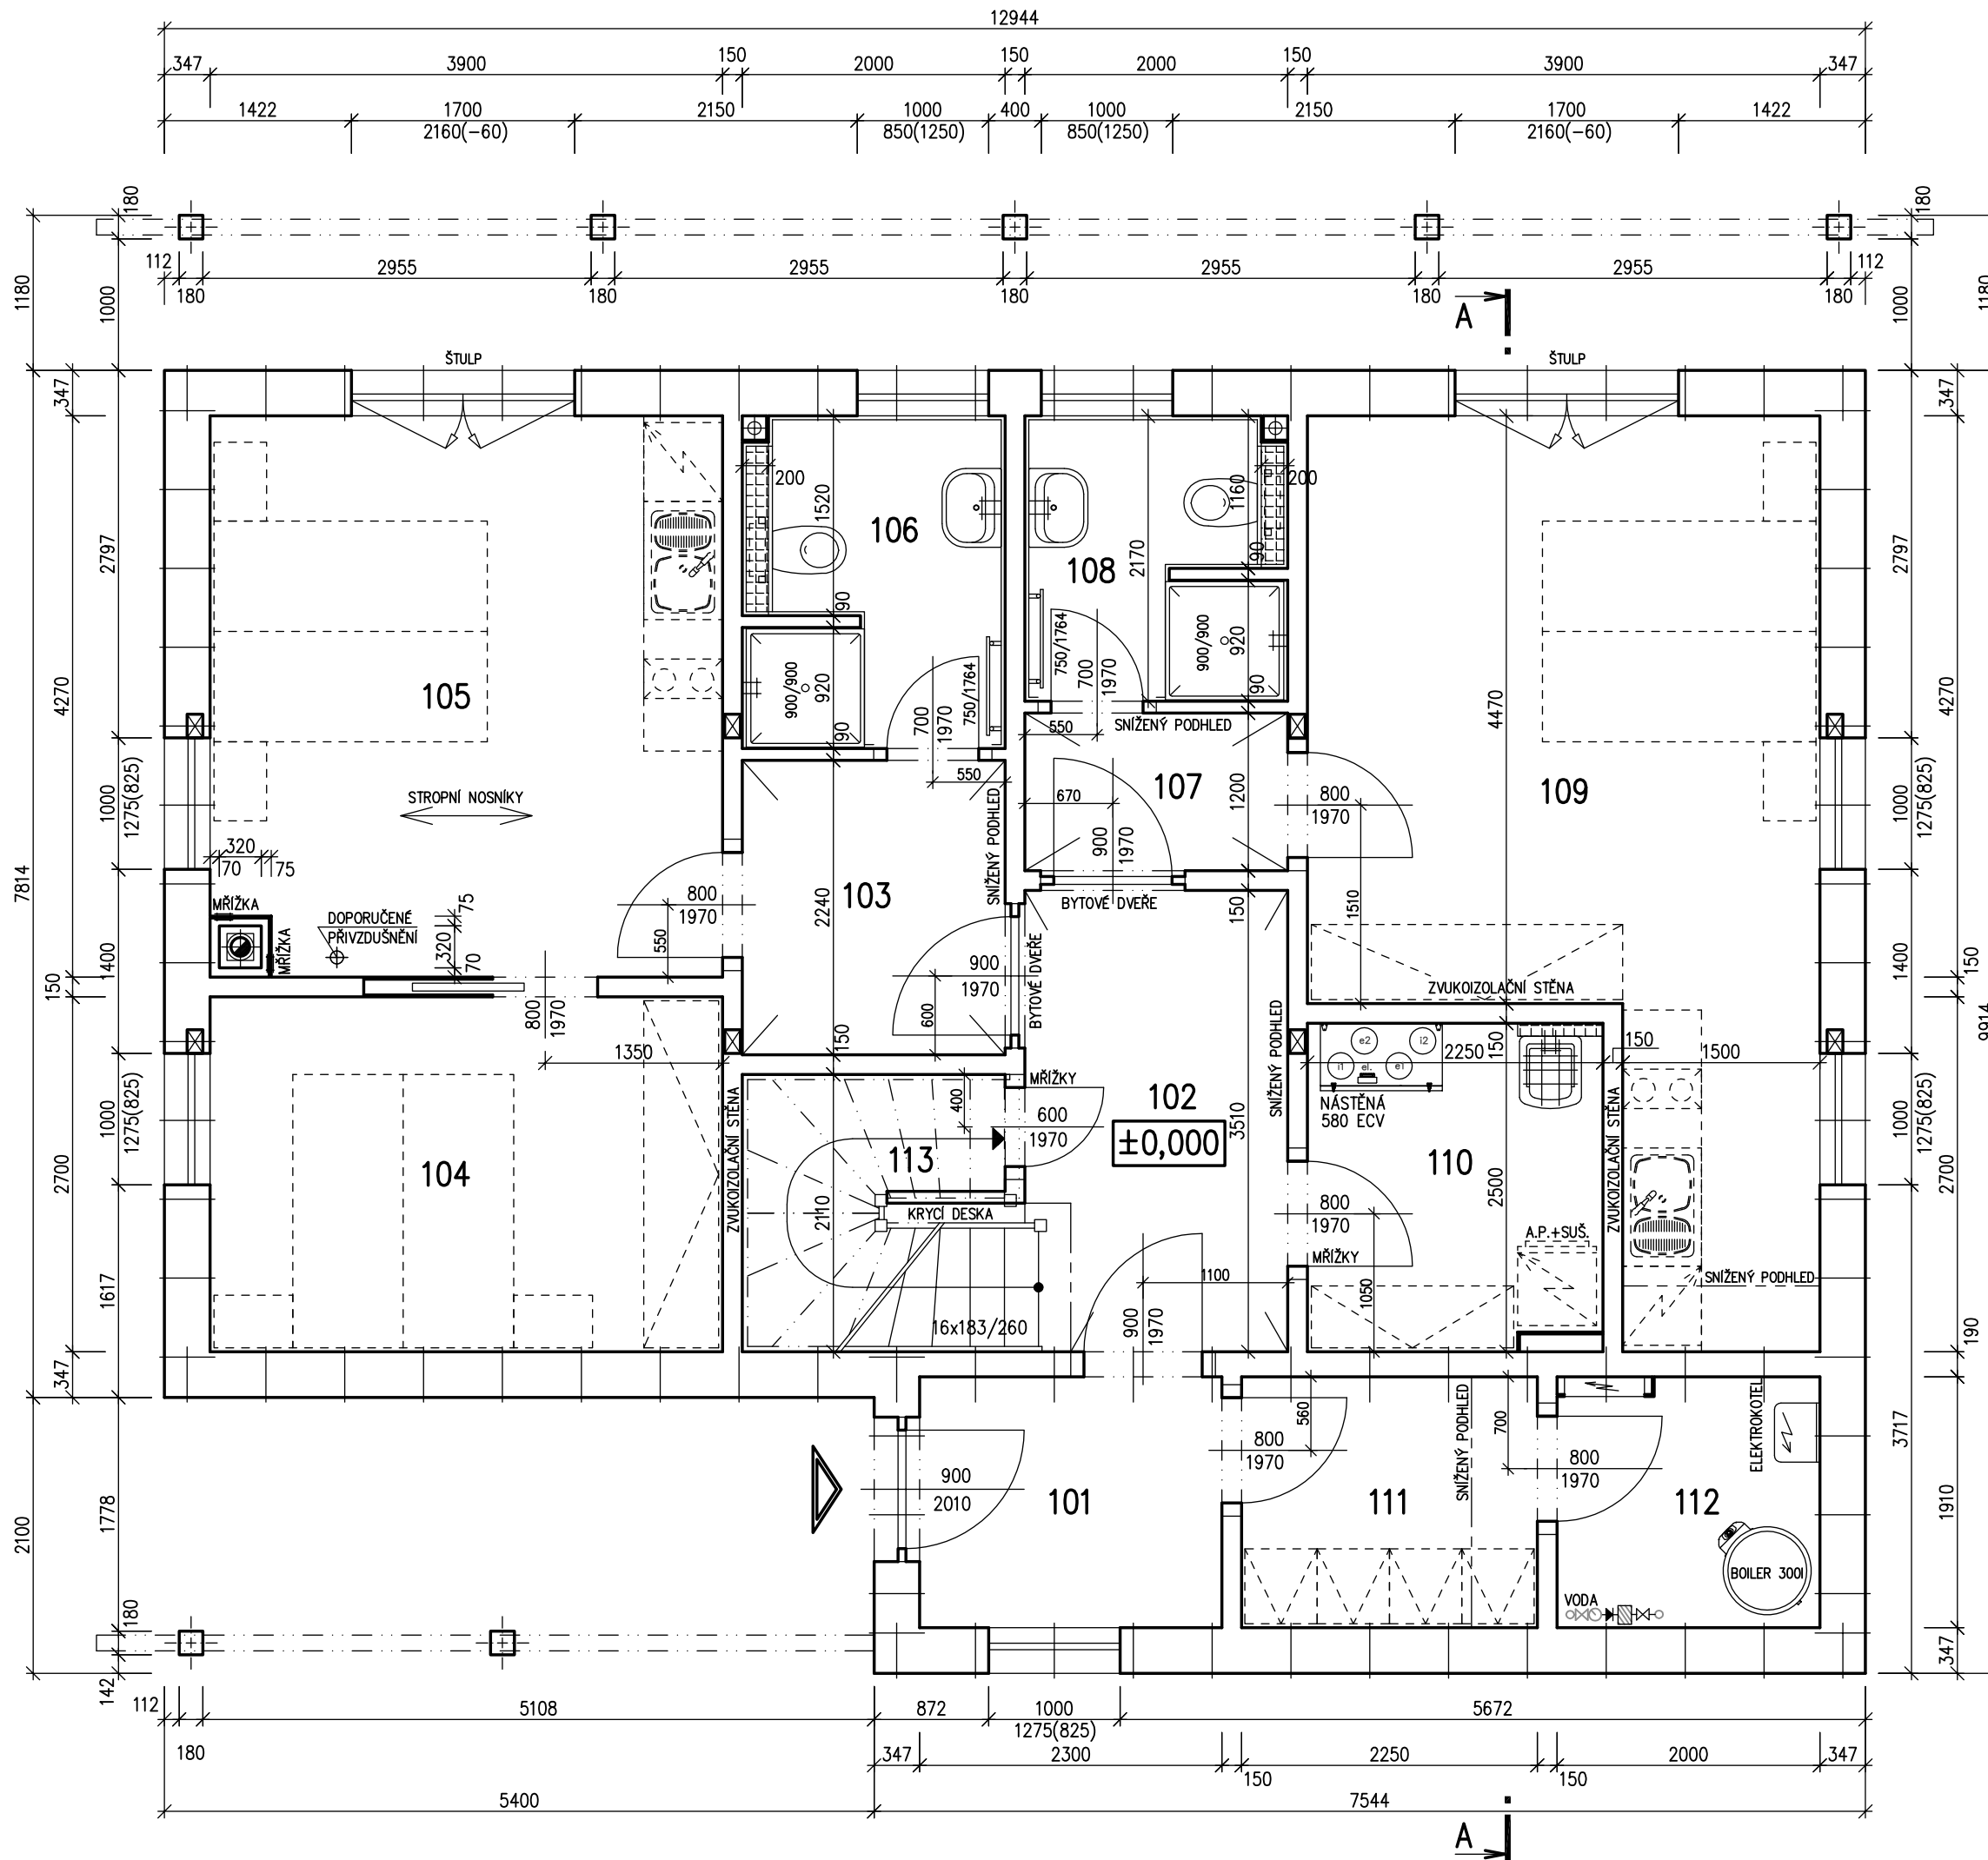 12944
347 3900 150 2000 150 2000 150 3900 347
1422 1700 2150 1000 400 1000 2150 1700 1422
2160(-60) 850(1250) 850(1250) 2160(-60)
180 180
112 2955 2955 2955 2955 112
180 180 180 180 180
1180 1000 1000 1180
A
ŠTULP ŠTULP
347 347
2797 2797
4270 4270
1000 1275(825) 1000 1275(825)
7814
1400 1400
150 150
9914
1000 1275(825) 1000 1275(825)
2700 2700
1617
347 190
3717
1778 1910
2100
180 142 347
105
STROPNÍ NOSNÍKY
320
70 75
MŘÍŽKA
MŘÍŽKA
DOPORUČENÉ
PŘIVZDUŠNĚNÍ
75
320
70
800
1970
550
800
1970
1350
104
ZVUKOIZOLAČNÍ STĚNA
106
200
1520
90
900/900
920
90
750/1764
700
1970
550
103
2240
150
SNÍŽENÝ PODHLED
900
1970
600
BYTOVÉ DVEŘE
108
200
1160
2170
90
900/900
920
90
750/1764
700
1970
550
SNÍŽENÝ PODHLED
107
670
1200
900
1970
BYTOVÉ DVEŘE
150
800
1970
1510
109
4470
ZVUKOIZOLAČNÍ STĚNA
102
±0,000
3510
SNÍŽENÝ PODHLED
MŘÍŽKY
400
600
1970
113
2110
KRYCÍ DESKA
16x183/260
1100
900
1970
2250 150 1500
150
e2 i2
i1 el. e1
NÁSTĚNÁ
580 ECV
110
2500
800
1970
MŘÍŽKY
1050
A.P.+SUŠ.
ZVUKOIZOLAČNÍ STĚNA
SNÍŽENÝ PODHLED
900
2010
101
560
800
1970
111
SNÍŽENÝ PODHLED
700
800
1970
112
ELEKTROKOTEL
BOILER 300l
VODA
112 5108 872 1000 5672
180 1275(825)
347 2300 2250 2000 347
150 150
5400 7544
A